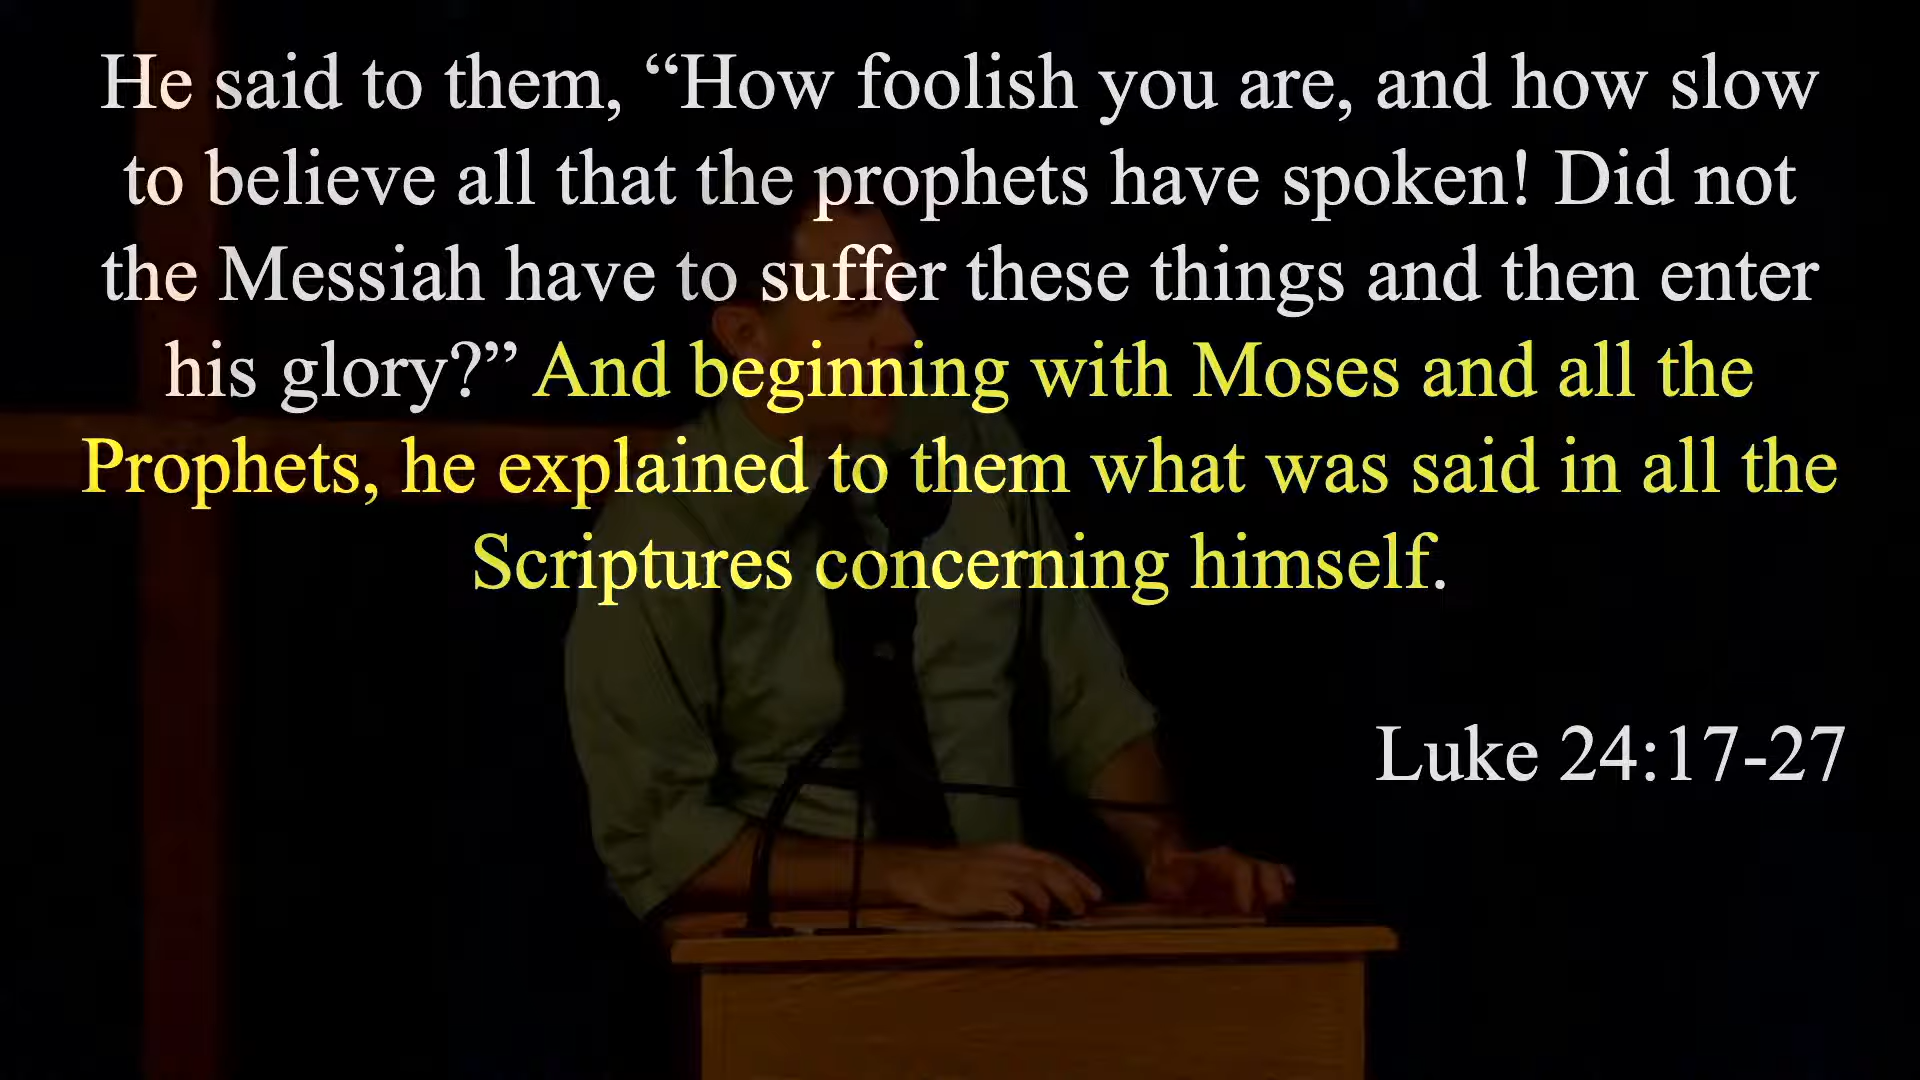 He said to them, “How foolish you are, and how slow
to believe all that the prophets have spoken! Did not
the Messiah have to suffer these things and then enter
his glory?” And beginning with Moses and all the
Prophets, he explained to them what was said in all the
Scriptures concerning himself.
Luke 24:17-27